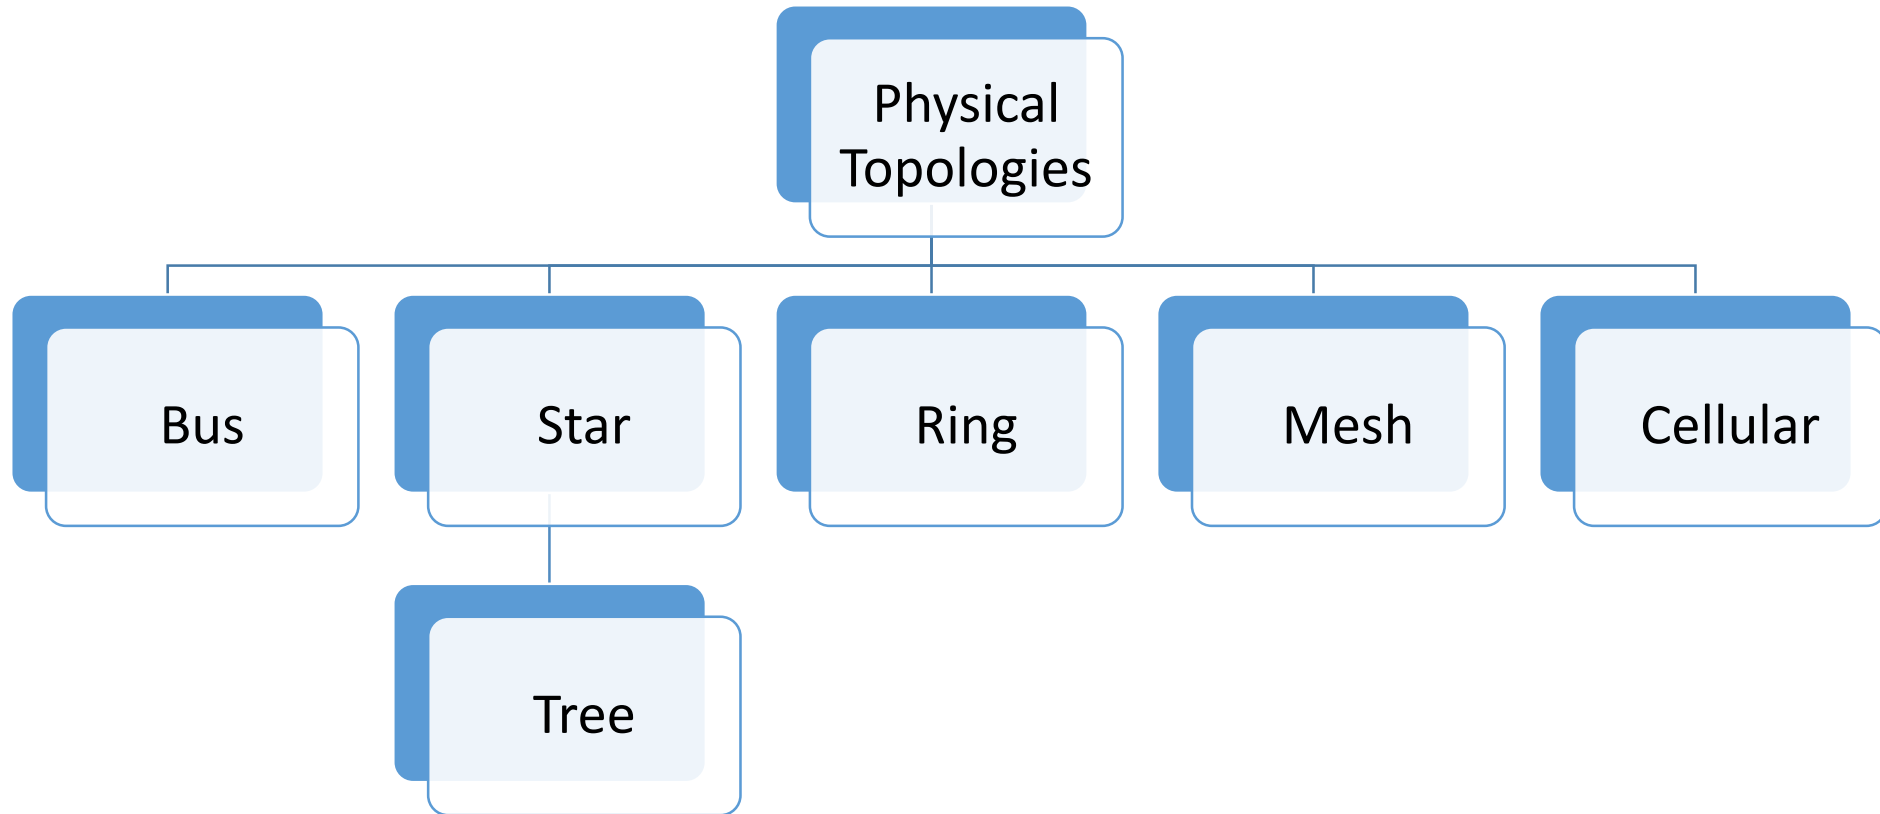 Physical
Topologies
Bus
Star
Ring
Mesh
Cellular
Tree